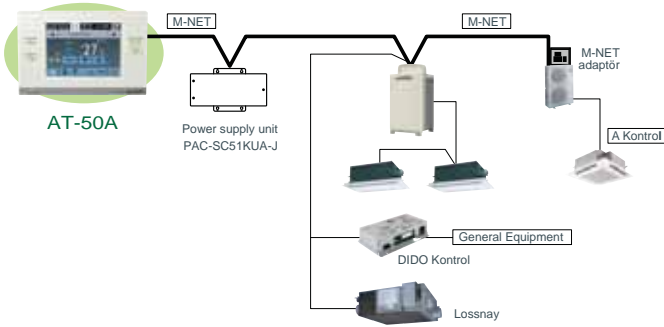 M-NET
M-NET
27
M-NET
adaptör
AT-50A
Power supply unit
PAC-SC51KUA-J
A Kontrol
General Equipment
DIDO Kontrol
Lossnay